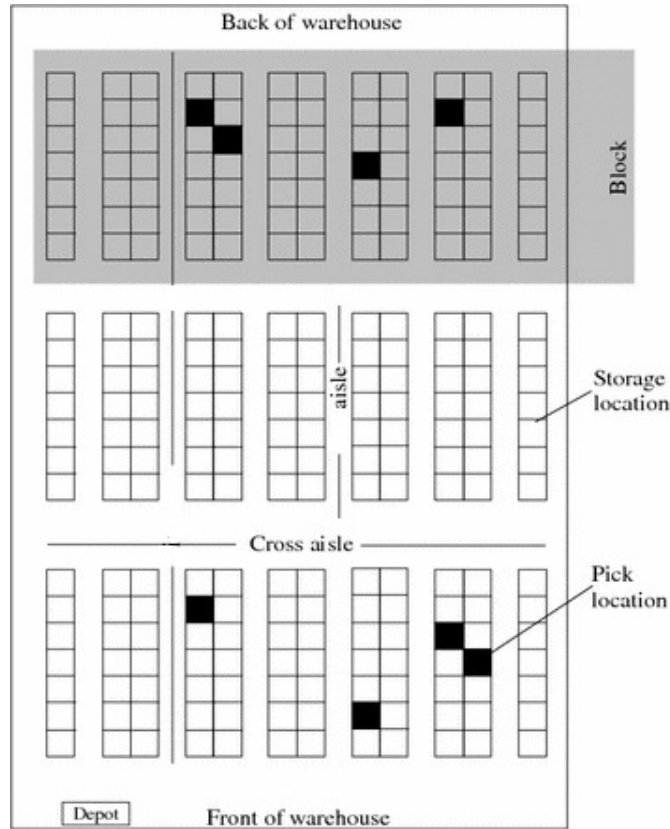 Back of warehouse
Block
aisle
Storage
location
Cross aisle
Pick
location
Depot
Front of warehouse